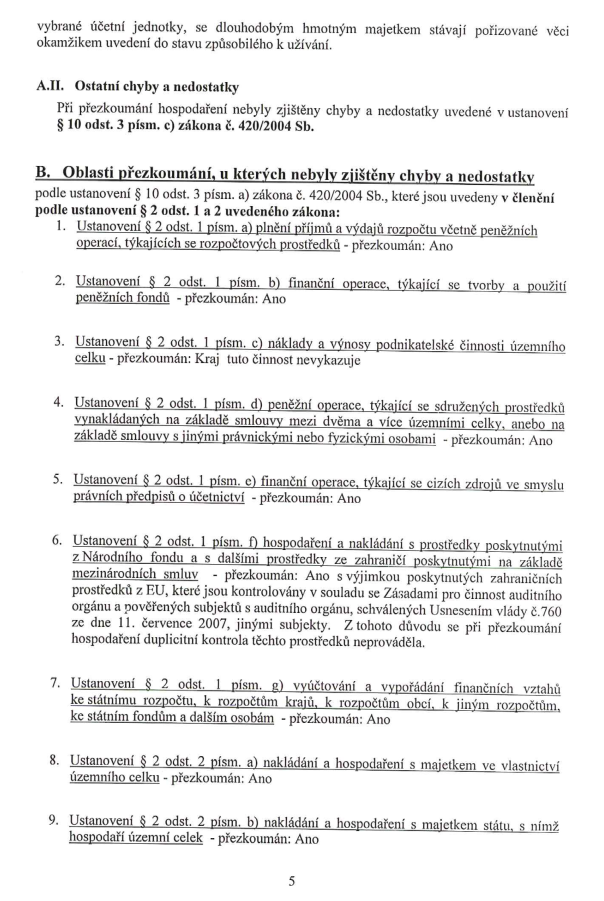 vybrané účetní jednotky, se dlouhodobým hmotným majetkem stávají pořizované věci
okamžikem uvedení do stavu způsobilého k užívání.
A.II. Ostatní chyby a nedostatky
Při přezkoumání hospodaření nebyly zjištěny chyby a nedostatky uvedené v ustanovení
§ 10 odst. 3 písm. c) zákona č. 420/2004 Sb.
B. Oblasti přezkoumání, u kterých nebyly zjištěny chyby a nedostatky
podle ustanovení § 10 odst. 3 písm. a) zákona č. 420/2004 Sb., které jsou uvedeny v členění
podle ustanovení § 2 odst. 1 a 2 uvedeného zákona:
1. Ustanovení § 2 odst. 1 písm. a) plnění příjmů a výdajů rozpočtu včetně peněžních
operací, týkajících se rozpočtových prostředků - přezkoumán: Ano
2. Ustanovení § 2 odst. 1 písm. b) finanční operace, týkající se tvorby a použití
peněžních fondů - přezkoumán: Ano
3. Ustanovení § 2 odst. 1 písm. c) náklady a výnosy podnikatelské činnosti územního
celku - přezkoumán: Kraj tuto činnost nevykazuje
4. Ustanovení § 2 odst. 1 písm. d) peněžní operace, týkající se sdružených prostředků
vynakládaných na základě smlouvy mezi dvěma a více územními celky, anebo na
základě smlouvy s jinými právnickými nebo fyzickými osobami - přezkoumán: Ano
5. Ustanovení § 2 odst. 1 písm. e) finanční operace, týkající se cizích zdrojů ve smyslu
právních předpisů o účetnictví - přezkoumán: Ano
6. Ustanovení § 2 odst. 1 písm. f) hospodaření a nakládání s prostředky poskytnutými
z Národního fondu a s dalšími prostředky ze zahraničí poskytnutými na základě
mezinárodních smluv - přezkoumán: Ano s výjimkou poskytnutých zahraničních
prostředků z EU, které jsou kontrolovány v souladu se Zásadami pro činnost auditního
orgánu a pověřených subjektů s auditního orgánu, schválených Usnesením vlády č.760
ze dne 11. července 2007, jinými subjekty. Z tohoto důvodu se při přezkoumání
hospodaření duplicitní kontrola těchto prostředků neprováděla.
7. Ustanovení § 2 odst. 1 písm. g) vyúčtování a vypořádání finančních vztahů
ke státnímu rozpočtu, k rozpočtům krajů, k rozpočtům obcí, k jiným rozpočtům,
ke státním fondům a dalším osobám - přezkoumán: Ano
8. Ustanovení § 2 odst. 2 písm. a) nakládání a hospodaření s majetkem ve vlastnictví
územního celku - přezkoumán: Ano
9. Ustanovení § 2 odst. 2 písm. b) nakládání a hospodaření s majetkem státu, s nímž
hospodaří územní celek - přezkoumán: Ano
5